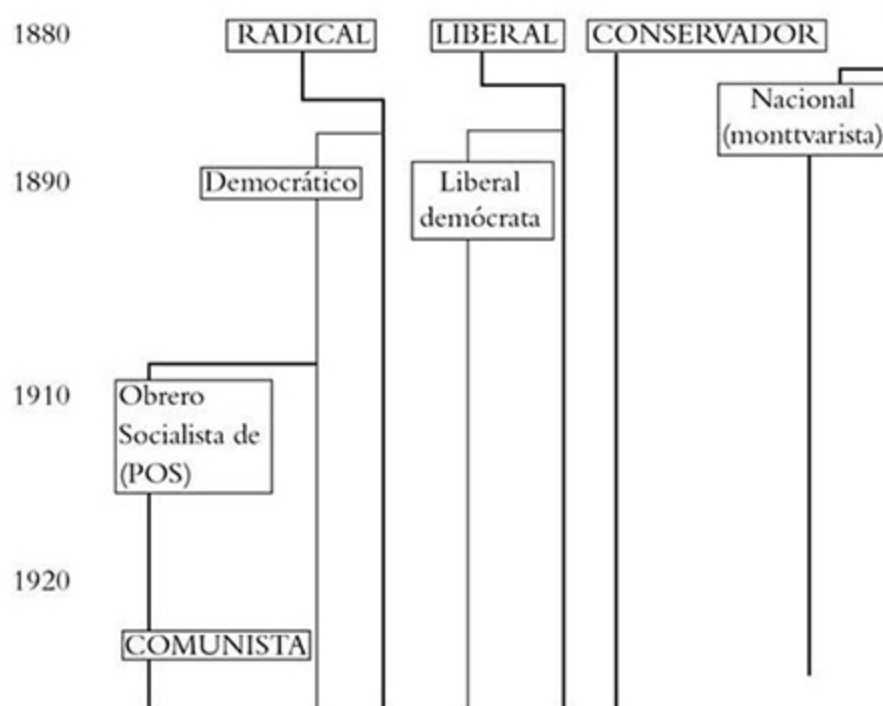 1880
RADICAL
LIBERAL
CONSERVADOR
Nacional
(monttvarista)
1890
Democrático
Liberal
demócrata
1910
Obrero
Socialista de
(POS)
1920
COMUNISTA